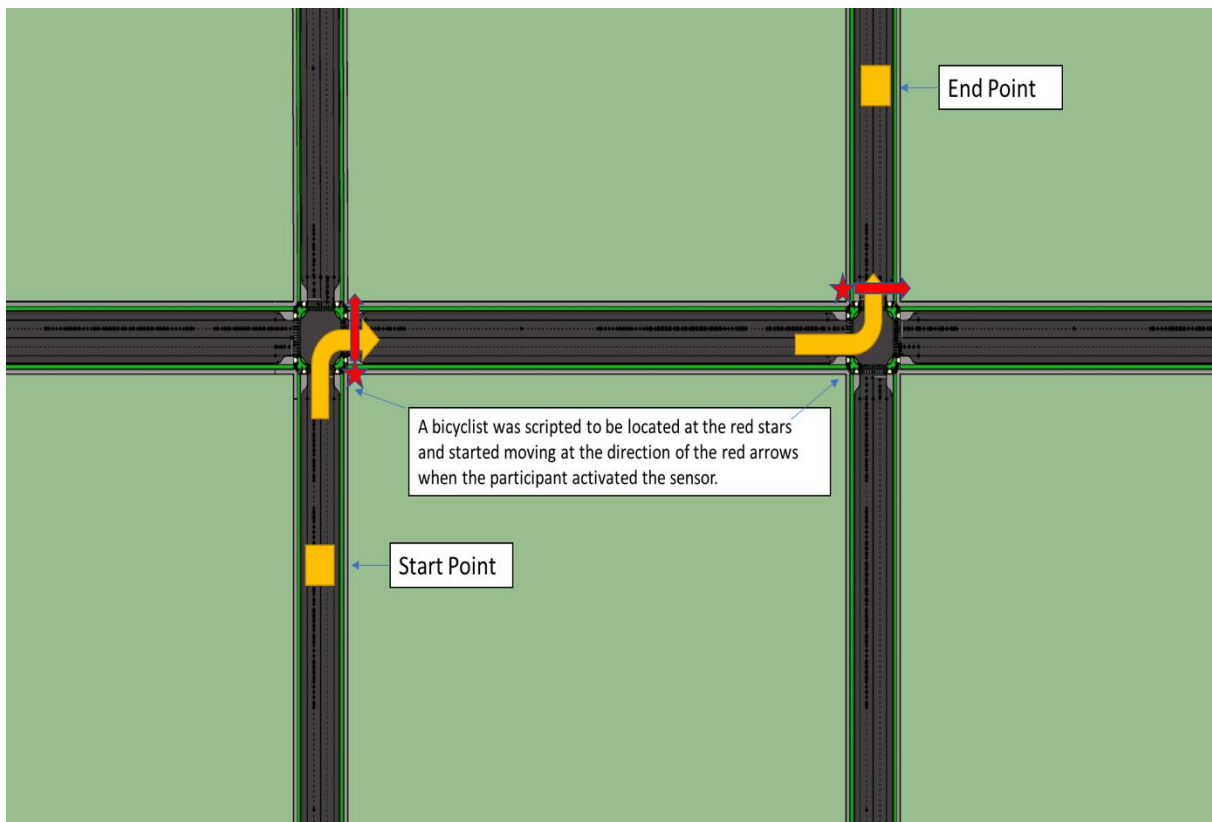 End Point
A bicyclist was scripted to be located at the red stars
and started moving at the direction of the red arrows
when the participant activated the sensor.
Start Point